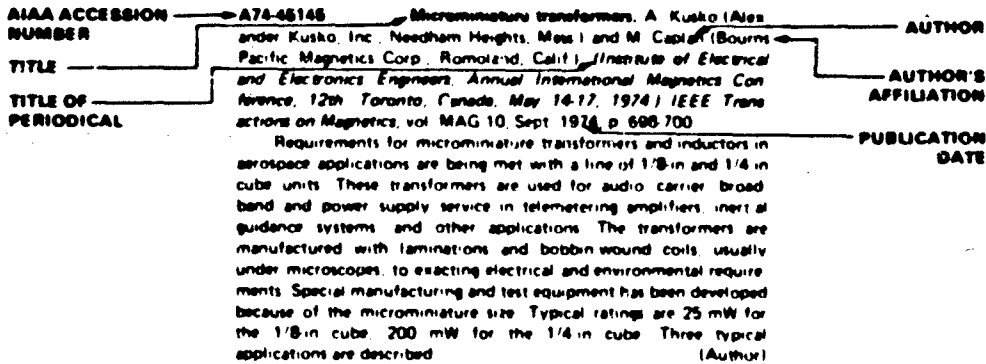 AIAA ACCESSION NUMBER
TITLE
TITLE OF PERIODICAL
A74-45145 Microminiature transformers. A Kusko (Alex
ander Kusko, Inc, Needham Heights, Mass) and M Caplan (Bourns
Pacific Magnetics Corp, Romoland, Calif) (Institute of Electrical
and Electronics Engineers, Annual International Magnetics Con
ference, 12th Toronto, Canada, May 14-17, 1974) IEEE Trans
actions on Magnetics, vol MAG 10, Sept 1974, p 696-700
Requirements for microminiature transformers and inductors in
aerospace applications are being met with a line of 1/8-in and 1/4 in
cube units These transformers are used for audio carrier broad
band and power supply service in telemetering amplifiers, inertial
guidance systems and other applications The transformers are
manufactured with laminations and bobbin wound coils, usually
under microscopes, to exacting electrical and environmental require
ments Special manufacturing and test equipment has been developed
because of the microminiature size Typical ratings are 25 mW for
the 1/8-in cube, 200 mW for the 1/4-in cube Three typical
applications are described (Author)
AUTHOR
AUTHOR'S AFFILIATION
PUBLICATION DATE